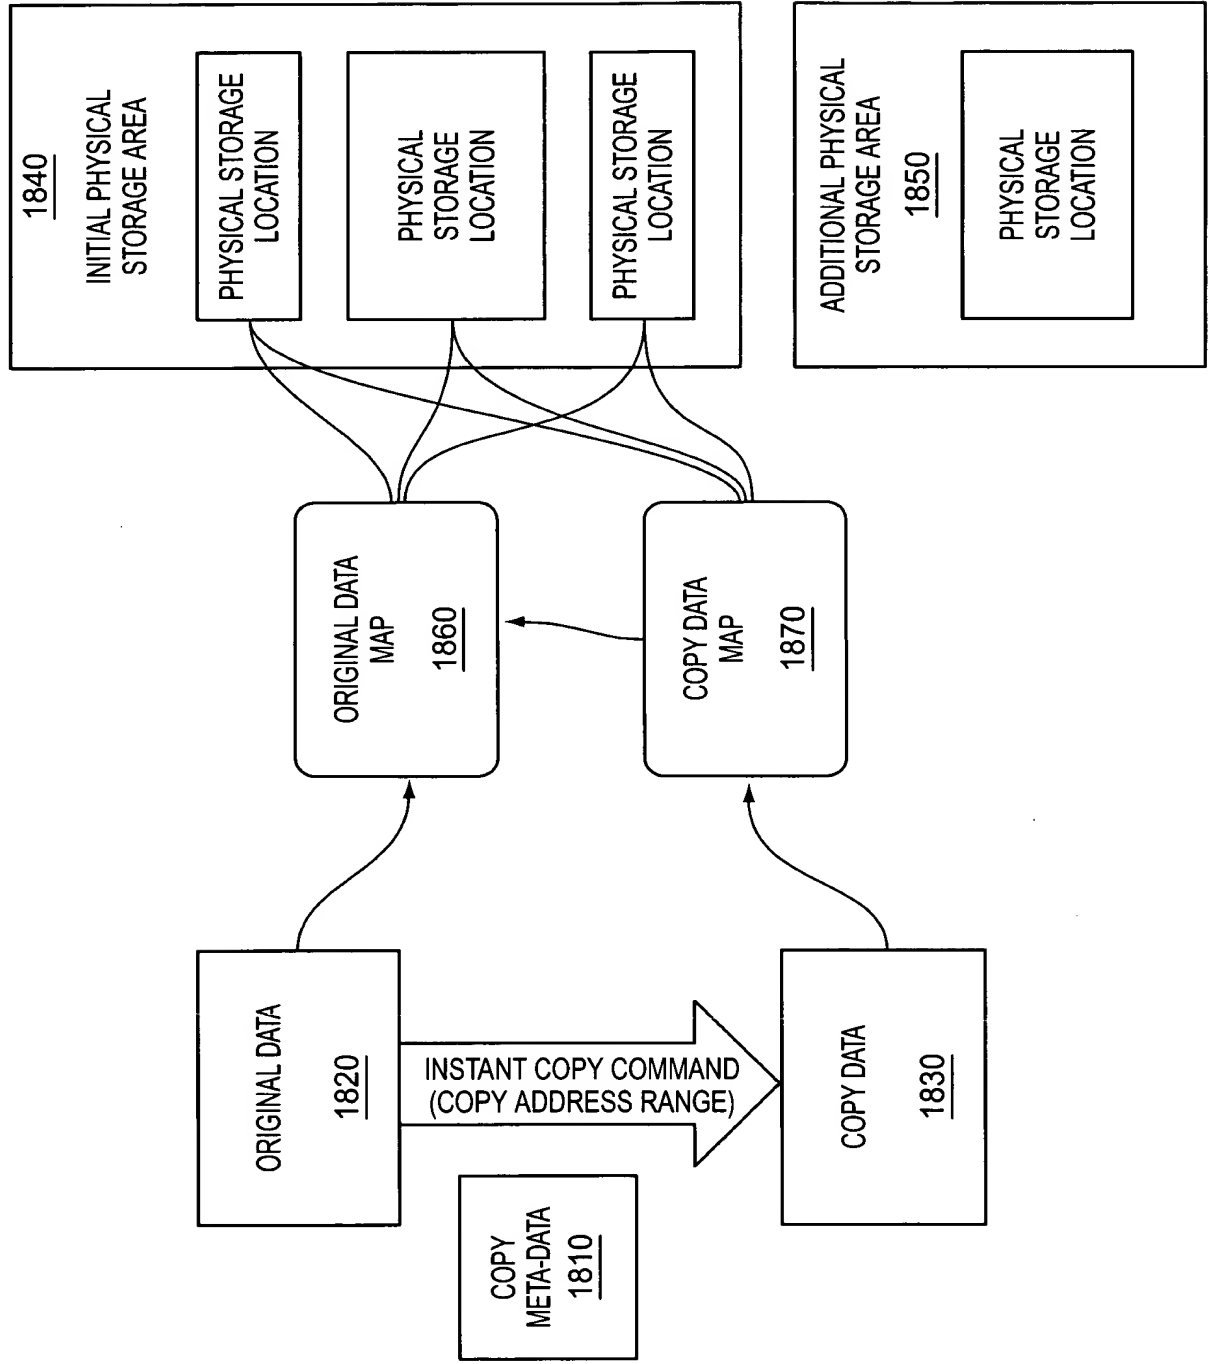 1840
INITIAL PHYSICAL
STORAGE AREA
PHYSICAL STORAGE
LOCATION
PHYSICAL
STORAGE
LOCATION
PHYSICAL STORAGE
LOCATION
ADDITIONAL PHYSICAL
STORAGE AREA
1850
PHYSICAL
STORAGE
LOCATION
ORIGINAL DATA
MAP
1860
COPY DATA
MAP
1870
ORIGINAL DATA
1820
INSTANT COPY COMMAND
(COPY ADDRESS RANGE)
COPY DATA
1830
COPY
META-DATA
1810